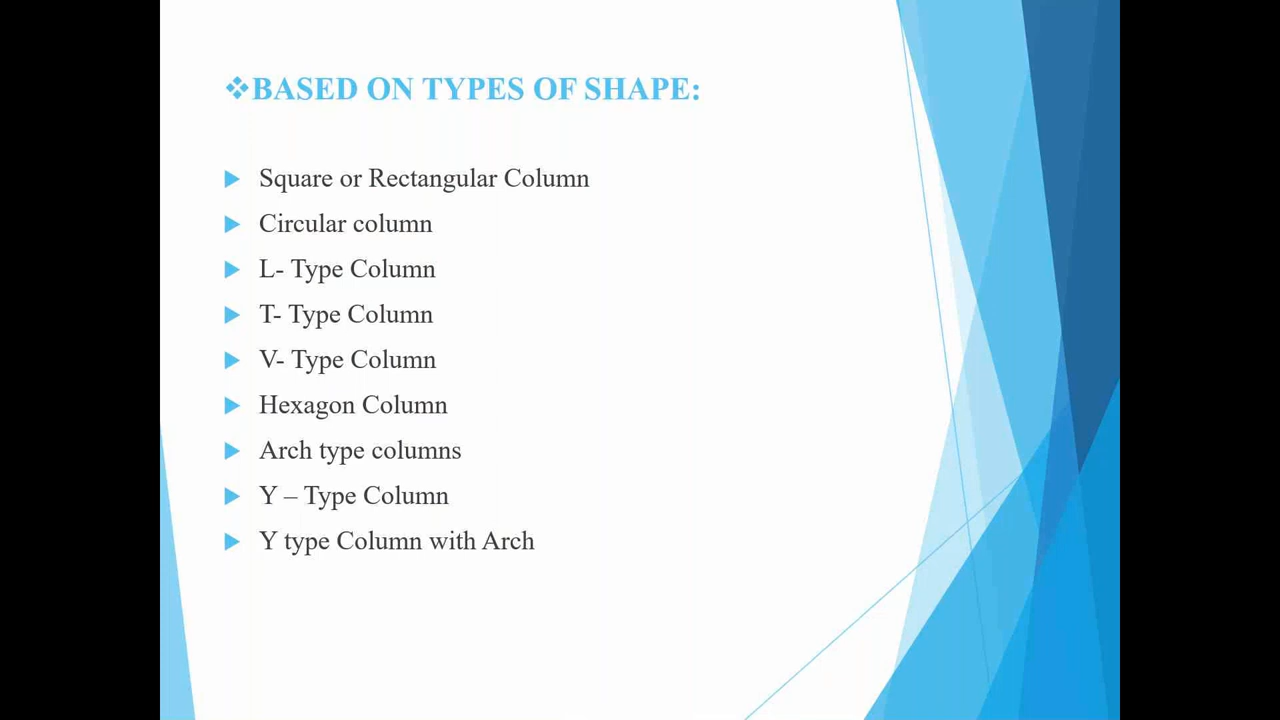 ❖BASED ON TYPES OF SHAPE:
Square or Rectangular Column
Circular column
L- Type Column
T- Type Column
V- Type Column
Hexagon Column
Arch type columns
Y – Type Column
Y type Column with Arch